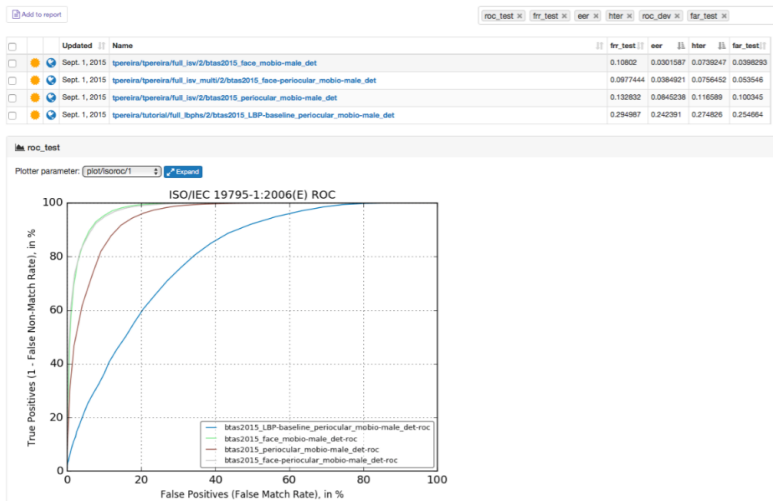 Add to report
roc_test × frr_test × eer × hter × roc_dev × far_test ×
Updated Name frr_test eer hter far_test
Sept. 1, 2015 tpereira/tpereira/full_isv/2/btas2015_face_mobio-male_det 0.10802 0.0301587 0.0739247 0.0398293
Sept. 1, 2015 tpereira/tpereira/full_isv_multi/2/btas2015_face-periocular_mobio-male_det 0.0977444 0.0384921 0.0756452 0.053546
Sept. 1, 2015 tpereira/tpereira/full_isv/2/btas2015_periocular_mobio-male_det 0.132832 0.0845238 0.116589 0.100345
Sept. 1, 2015 tpereira/tutorial/full_lbphs/2/btas2015_LBP-baseline_periocular_mobio-male_det 0.294987 0.242391 0.274826 0.254664
roc_test
Plotter parameter: plot/isoroc/1 Expand
ISO/IEC 19795-1:2006(E) ROC
True Positives (1 - False Non-Match Rate), in %
100
80
60
40
20
0
btas2015_LBP-baseline_periocular_mobio-male_det-roc
btas2015_face_mobio-male_det-roc
btas2015_periocular_mobio-male_det-roc
btas2015_face-periocular_mobio-male_det-roc
0 20 40 60 80 100
False Positives (False Match Rate), in %